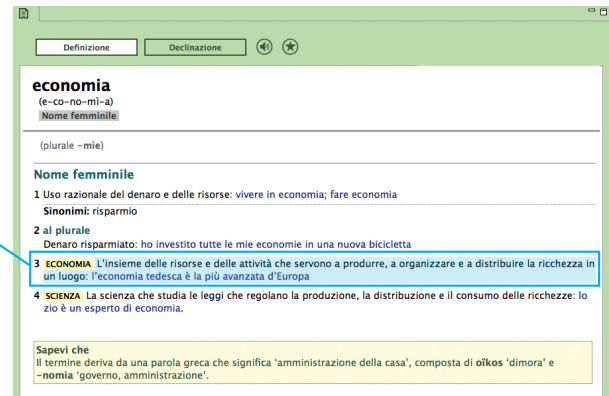 Definizione Declinazione
economia
(e-co-no-mì-a)
Nome femminile
(plurale -mie)
Nome femminile
1 Uso razionale del denaro e delle risorse: vivere in economia; fare economia
Sinonimi: risparmio
2 al plurale
Denaro risparmiato: ho investito tutte le mie economie in una nuova bicicletta
3 ECONOMIA L'insieme delle risorse e delle attività che servono a produrre, a organizzare e a distribuire la ricchezza in
un luogo: l'economia tedesca è la più avanzata d'Europa
4 SCIENZA La scienza che studia le leggi che regolano la produzione, la distribuzione e il consumo delle ricchezze: lo
zio è un esperto di economia.
Sapevi che
Il termine deriva da una parola greca che significa 'amministrazione della casa', composta di oîkos 'dimora' e
-nomia 'governo, amministrazione'.